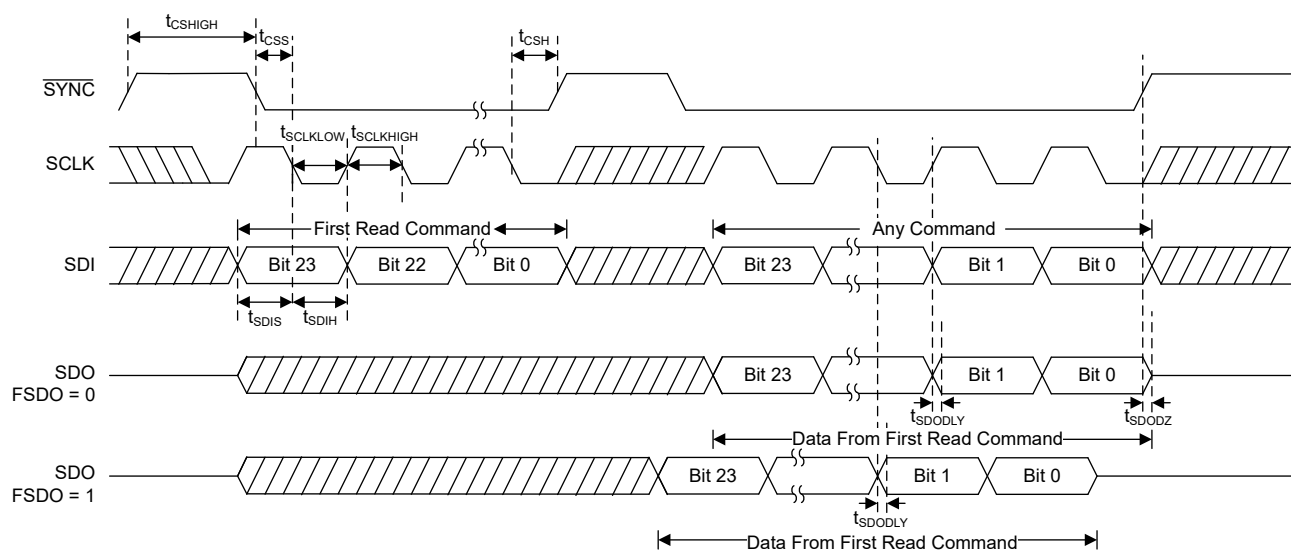 tCSHIGH
tCSS
tCSH
SYNC
tSCLKLOW
tSCLKHIGH
SCLK
First Read Command
Any Command
SDI
Bit 23
Bit 22
Bit 0
Bit 23
Bit 1
Bit 0
tSDIS
tSDIH
SDO
FSDO = 0
Bit 23
Bit 1
Bit 0
tSDODLY
tSDODZ
Data From First Read Command
SDO
FSDO = 1
Bit 23
Bit 1
Bit 0
tSDODLY
Data From First Read Command